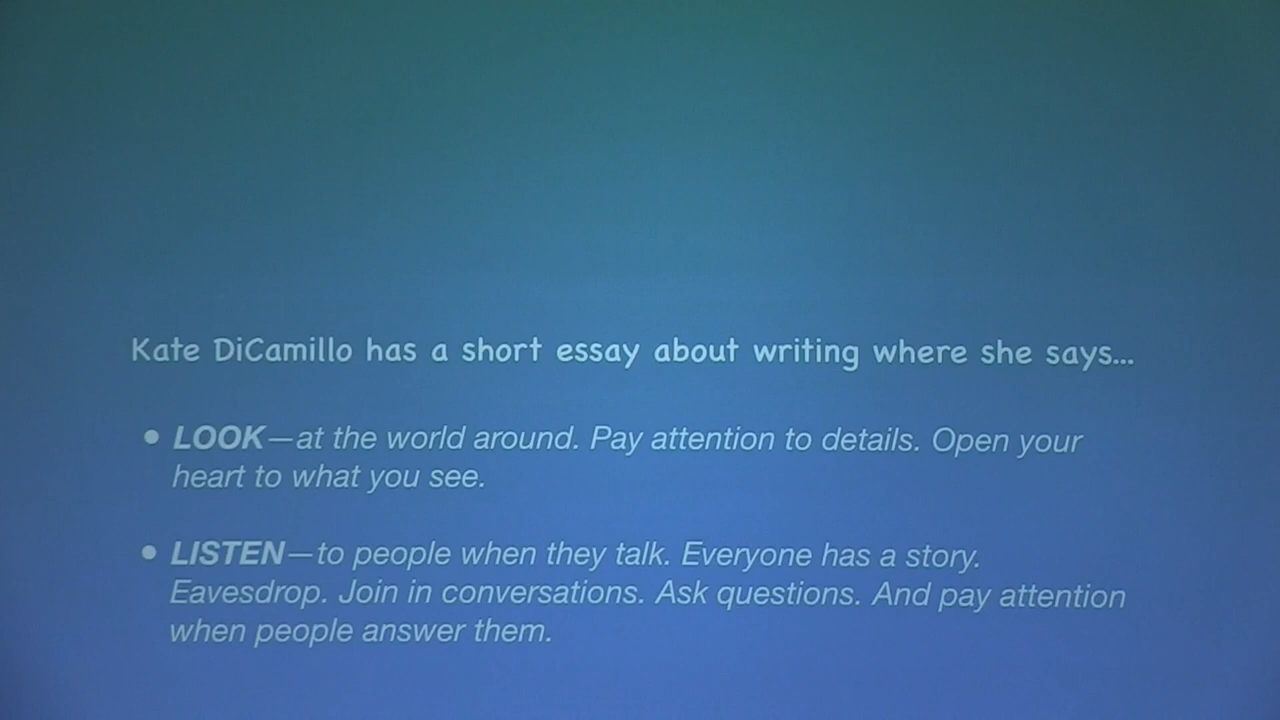 Kate DiCamillo has a short essay about writing where she says...
• LOOK—at the world around. Pay attention to details. Open your
heart to what you see.
• LISTEN—to people when they talk. Everyone has a story.
Eavesdrop. Join in conversations. Ask questions. And pay attention
when people answer them.